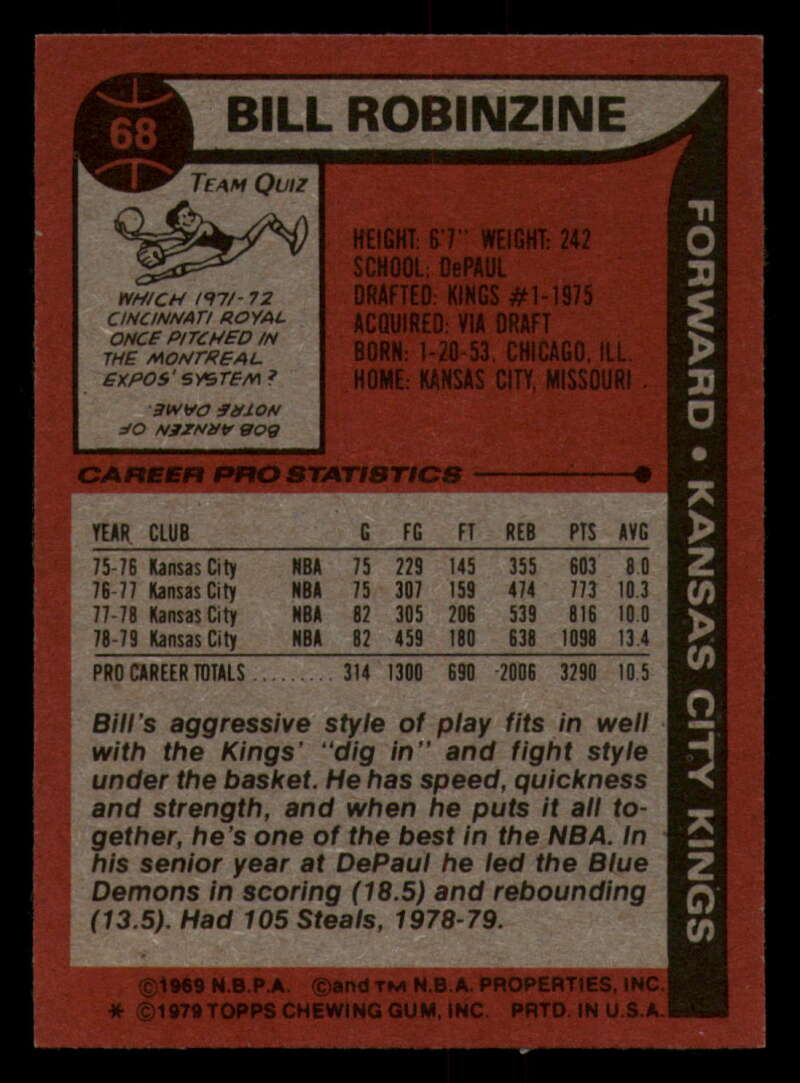 68
BILL ROBINZINE
TEAM QUIZ
WHICH 1971-72
CINCINNATI ROYAL
ONCE PITCHED IN
THE MONTREAL
EXPOS' SYSTEM?
BOB ARNZEN OF
NOTRE DAME.
HEIGHT: 6'7" WEIGHT: 242
SCHOOL: DePAUL
DRAFTED: KINGS #1-1975
ACQUIRED: VIA DRAFT
BORN: 1-20-53, CHICAGO, ILL.
HOME: KANSAS CITY, MISSOURI
FORWARD • KANSAS CITY KINGS
CAREER PRO STATISTICS
YEAR CLUB G FG FT REB PTS AVG
75-76 Kansas City NBA 75 229 145 355 603 8.0
76-77 Kansas City NBA 75 307 159 474 773 10.3
77-78 Kansas City NBA 82 305 206 539 816 10.0
78-79 Kansas City NBA 82 459 180 638 1098 13.4
PRO CAREER TOTALS ......... 314 1300 690 2006 3290 10.5
Bill's aggressive style of play fits in well
with the Kings' "dig in" and fight style
under the basket. He has speed, quickness
and strength, and when he puts it all to-
gether, he's one of the best in the NBA. In
his senior year at DePaul he led the Blue
Demons in scoring (18.5) and rebounding
(13.5). Had 105 Steals, 1978-79.
©1969 N.B.P.A. ©and TM N.B.A. PROPERTIES, INC.
* ©1979 TOPPS CHEWING GUM, INC. PRTD. IN U.S.A.